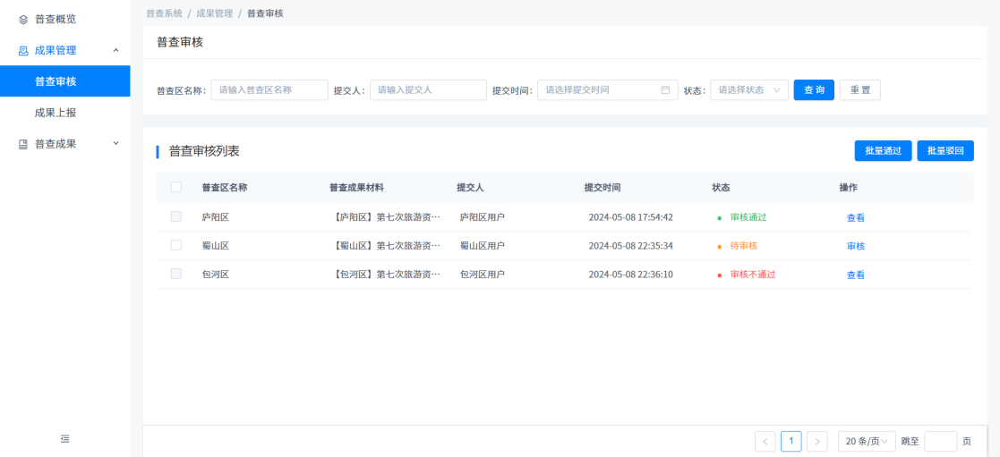 普查概览
成果管理
普查审核
成果上报
普查成果
普查系统 / 成果管理 / 普查审核
普查审核
普查区名称: 请输入普查区名称 提交人: 请输入提交人 提交时间: 请选择提交时间 状态: 请选择状态 查 询 重 置
普查审核列表 批量通过 批量驳回
普查区名称 普查成果材料 提交人 提交时间 状态 操作
庐阳区 【庐阳区】第七次旅游资··· 庐阳区用户 2024-05-08 17:54:42 审核通过 查看
蜀山区 【蜀山区】第七次旅游资··· 蜀山区用户 2024-05-08 22:35:34 待审核 审核
包河区 【包河区】第七次旅游资··· 包河区用户 2024-05-08 22:36:10 审核不通过 查看
< 1 > 20 条/页 跳至 页